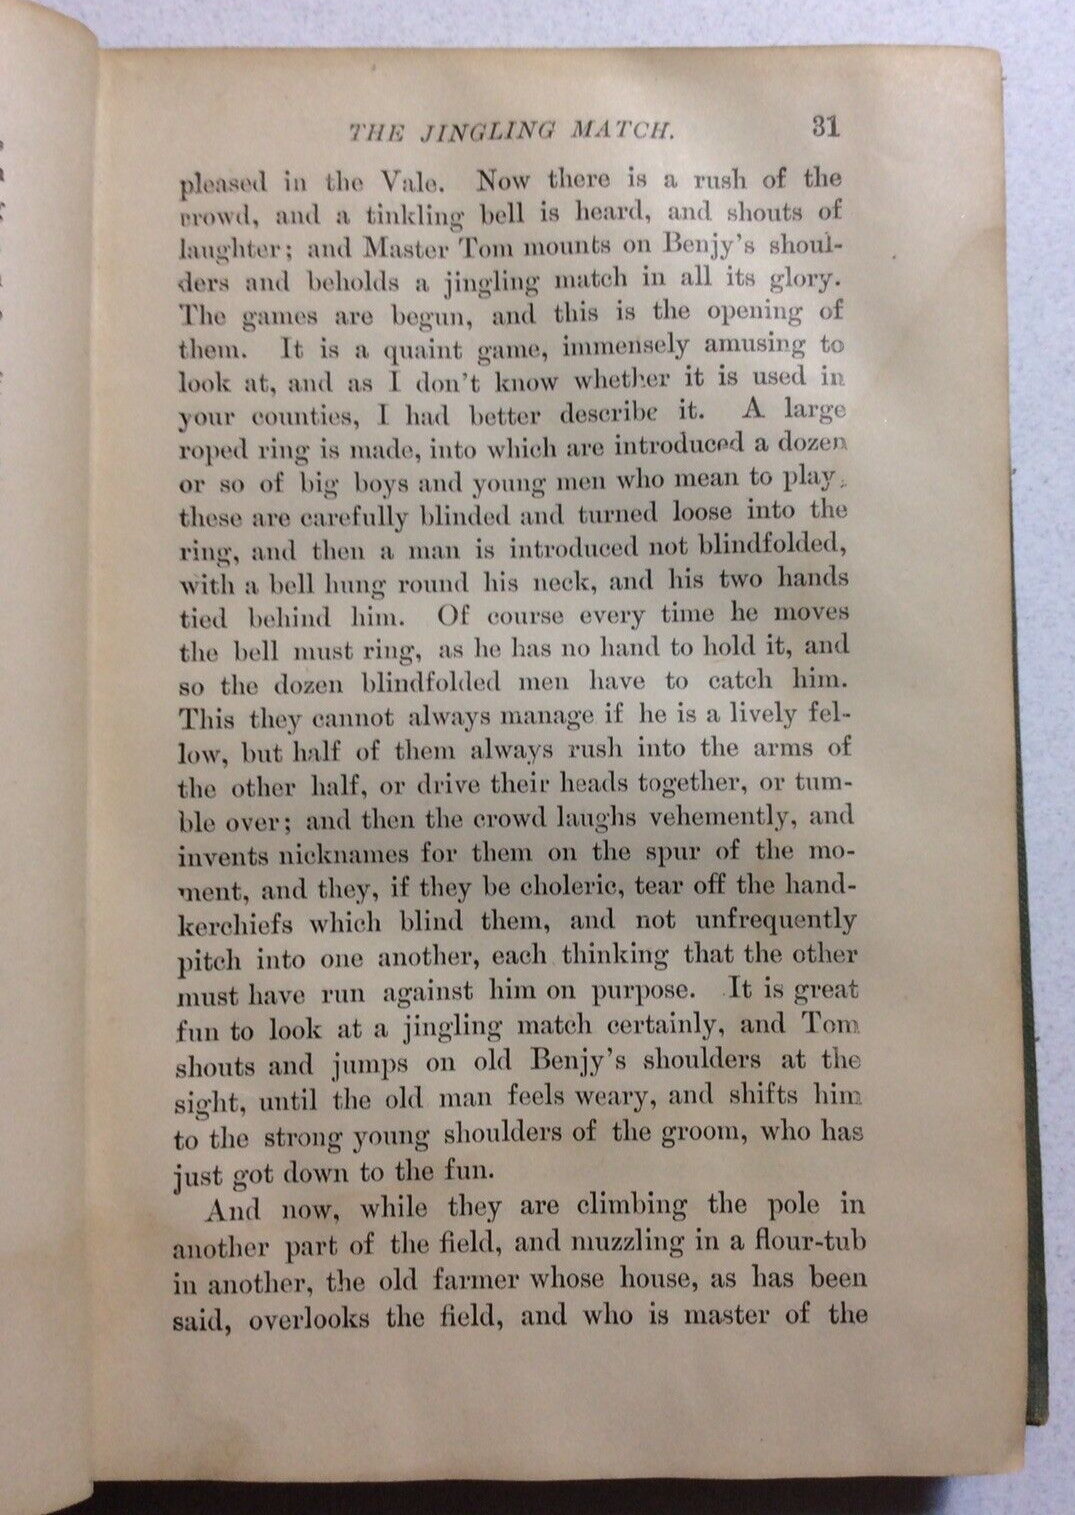 THE JINGLING MATCH. 31
pleased in the Vale. Now there is a rush of the
crowd, and a tinkling bell is heard, and shouts of
laughter; and Master Tom mounts on Benjy's shoul-
ders and beholds a jingling match in all its glory.
The games are begun, and this is the opening of
them. It is a quaint game, immensely amusing to
look at, and as I don't know whether it is used in
your counties, I had better describe it. A large
roped ring is made, into which are introduced a dozen
or so of big boys and young men who mean to play;
these are carefully blinded and turned loose into the
ring, and then a man is introduced not blindfolded,
with a bell hung round his neck, and his two hands
tied behind him. Of course every time he moves
the bell must ring, as he has no hand to hold it, and
so the dozen blindfolded men have to catch him.
This they cannot always manage if he is a lively fel-
low, but half of them always rush into the arms of
the other half, or drive their heads together, or tum-
ble over; and then the crowd laughs vehemently, and
invents nicknames for them on the spur of the mo-
ment, and they, if they be choleric, tear off the hand-
kerchiefs which blind them, and not unfrequently
pitch into one another, each thinking that the other
must have run against him on purpose. It is great
fun to look at a jingling match certainly, and Tom
shouts and jumps on old Benjy's shoulders at the
sight, until the old man feels weary, and shifts him
to the strong young shoulders of the groom, who has
just got down to the fun.
And now, while they are climbing the pole in
another part of the field, and muzzling in a flour-tub
in another, the old farmer whose house, as has been
said, overlooks the field, and who is master of the